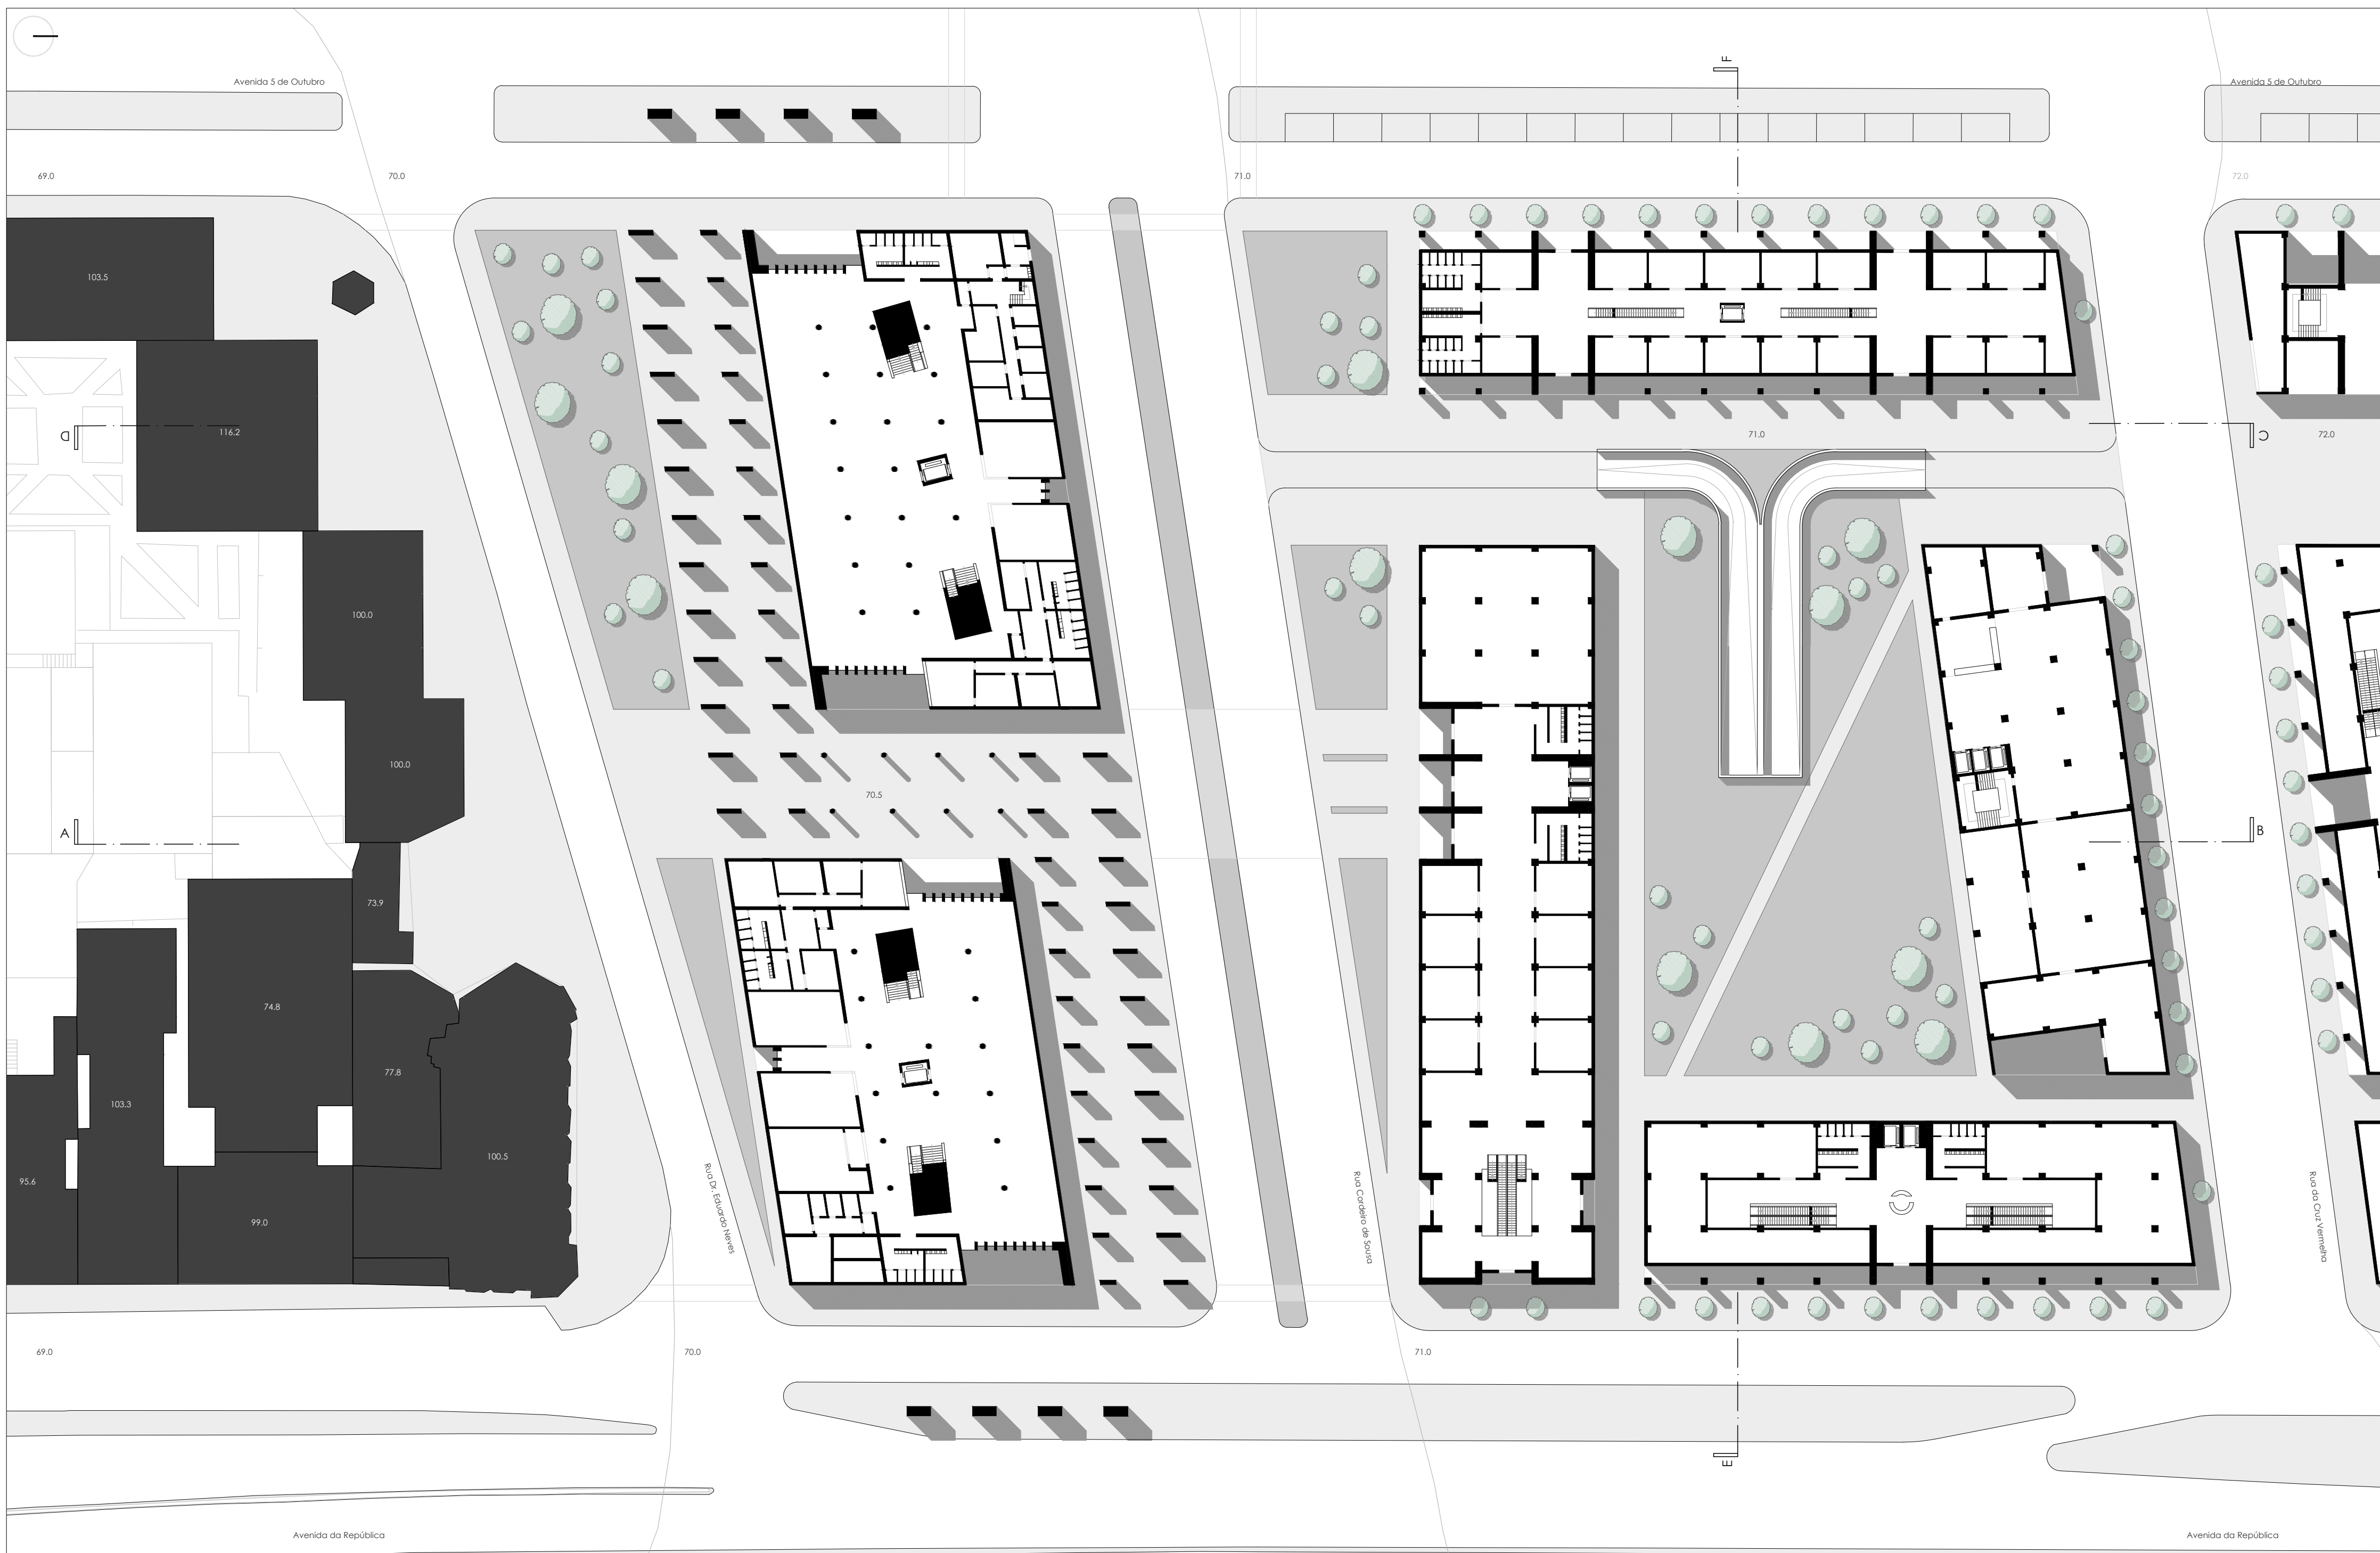 F
Avenida 5 de Outubro
Avenida 5 de Outubro
69.0
70.0
71.0
72.0
103.5
116.2
D
71.0
C
72.0
100.0
100.0
70.5
A
B
73.9
74.8
77.8
103.3
100.5
95.6
99.0
Rua Dr. Eduardo Neves
Rua Cordeiro de Sousa
Rua da Cruz Vermelha
69.0
70.0
71.0
E
Avenida da República
Avenida da República